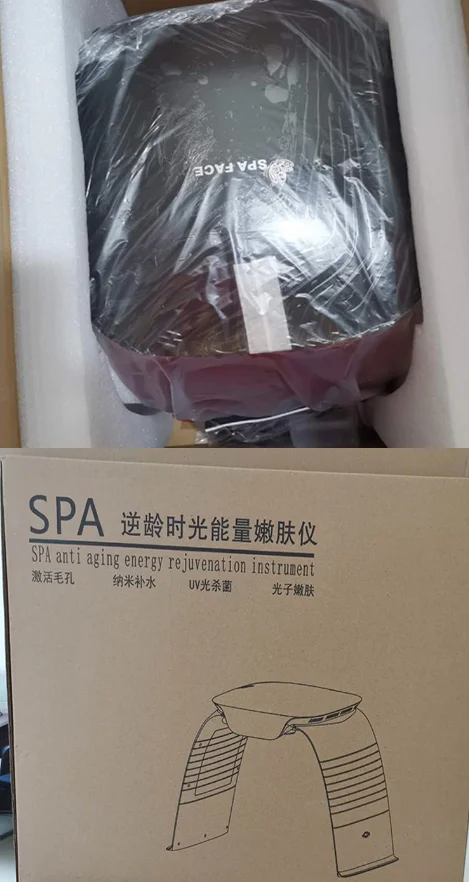 SPA FACE
SPA 逆龄时光能量嫩肤仪
SPA anti aging energy rejuvenation instrument
激活毛孔 纳米补水 UV光杀菌 光子嫩肤